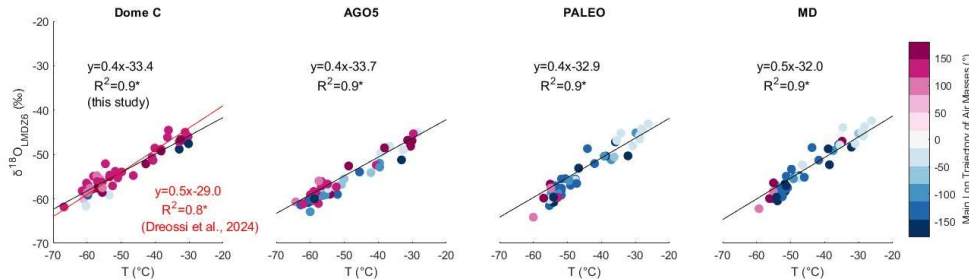 Dome C
AGO5
PALEO
MD
δ18OLMDZ6 (‰)
-20
-30
-40
-50
-60
-70
y=0.4x-33.4
R2=0.9*
(this study)
y=0.5x-29.0
R2=0.8*
(Dreossi et al., 2024)
y=0.4x-33.7
R2=0.9*
y=0.4x-32.9
R2=0.9*
y=0.5x-32.0
R2=0.9*
-70 -60 -50 -40 -30 -20
T (°C)
-70 -60 -50 -40 -30 -20
T (°C)
-70 -60 -50 -40 -30 -20
T (°C)
-70 -60 -50 -40 -30 -20
T (°C)
150
100
50
0
-50
-100
-150
Main Lon Trajectory of Air Masses (°)